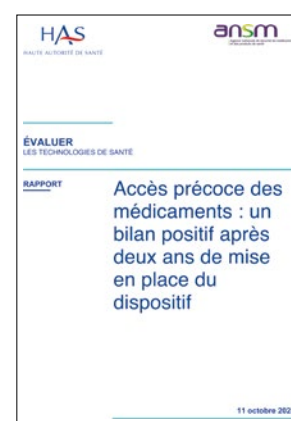 HAS
HAUTE AUTORITÉ DE SANTÉ
ansm
ÉVALUER
LES TECHNOLOGIES DE SANTÉ
RAPPORT
Accès précoce des
médicaments : un
bilan positif après
deux ans de mise
en place du
dispositif
11 octobre 202